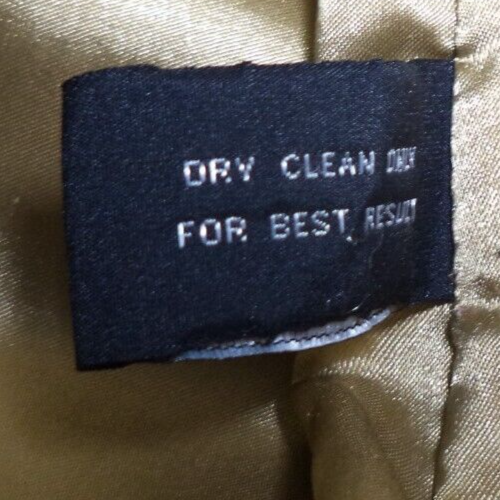 DRY CLEAN ONLY
FOR BEST RESULT